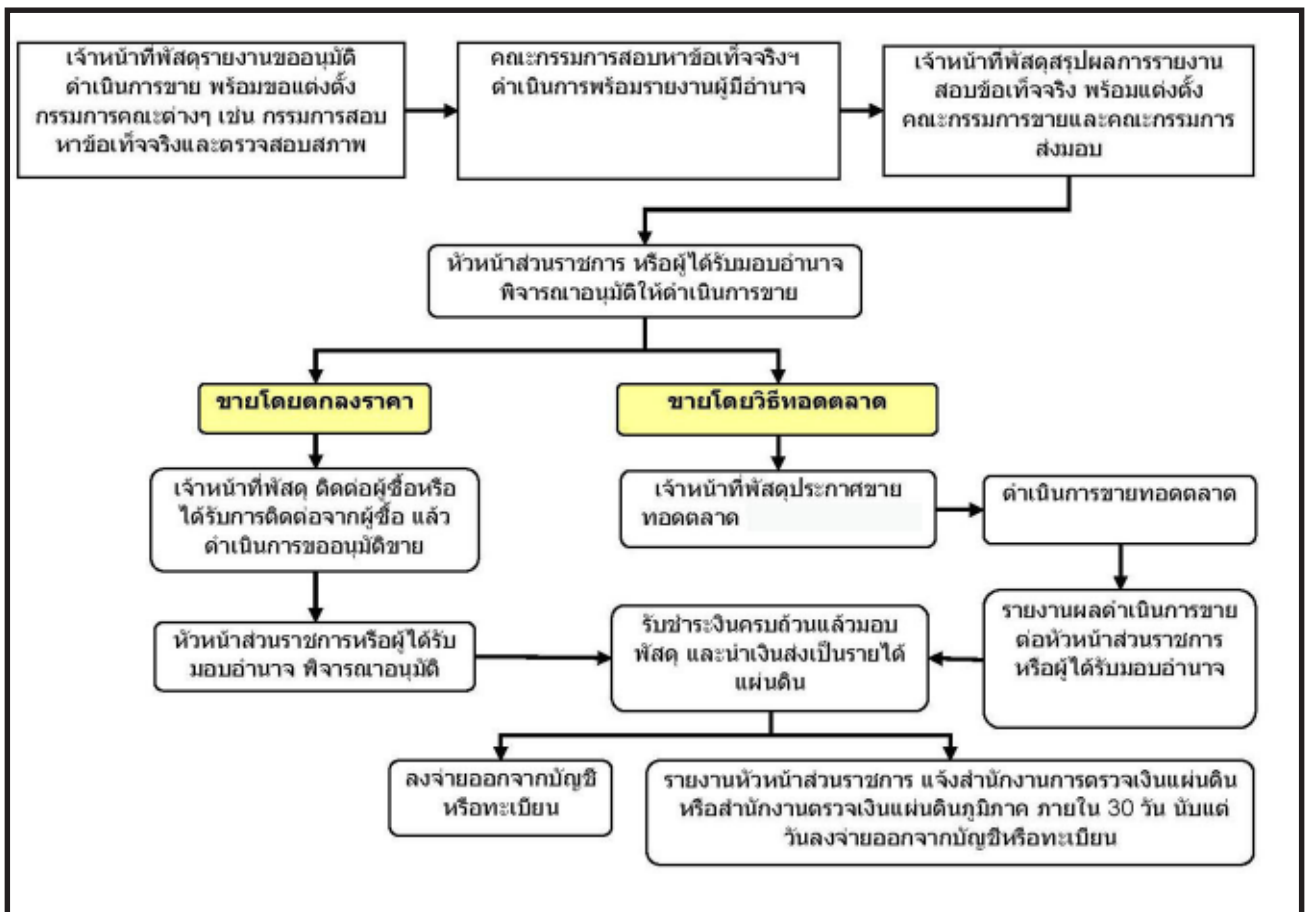 เจ้าหน้าที่พัสดุรายงานขออนุมัติ
ดำเนินการขาย พร้อมขอแต่งตั้ง
กรรมการคณะต่างๆ เช่น กรรมการสอบ
หาข้อเท็จจริงและตรวจสอบสภาพ
คณะกรรมการสอบหาข้อเท็จจริงฯ
ดำเนินการพร้อมรายงานผู้มีอำนาจ
เจ้าหน้าที่พัสดุสรุปผลการรายงาน
สอบข้อเท็จจริง พร้อมแต่งตั้ง
คณะกรรมการขายและคณะกรรมการ
ส่งมอบ
หัวหน้าส่วนราชการ หรือผู้ได้รับมอบอำนาจ
พิจารณาอนุมัติให้ดำเนินการขาย
ขายโดยตกลงราคา
ขายโดยวิธีทอดตลาด
เจ้าหน้าที่พัสดุ ติดต่อผู้ซื้อหรือ
ได้รับการติดต่อจากผู้ซื้อ แล้ว
ดำเนินการขออนุมัติขาย
เจ้าหน้าที่พัสดุประกาศขาย
ทอดตลาด
ดำเนินการขายทอดตลาด
หัวหน้าส่วนราชการหรือผู้ได้รับ
มอบอำนาจ พิจารณาอนุมัติ
รับชำระเงินครบถ้วนแล้วมอบ
พัสดุ และนำเงินส่งเป็นรายได้
แผ่นดิน
รายงานผลดำเนินการขาย
ต่อหัวหน้าส่วนราชการ
หรือผู้ได้รับมอบอำนาจ
ลงจ่ายออกจากบัญชี
หรือทะเบียน
รายงานหัวหน้าส่วนราชการ แจ้งสำนักงานการตรวจเงินแผ่นดิน
หรือสำนักงานตรวจเงินแผ่นดินภูมิภาค ภายใน 30 วัน นับแต่
วันลงจ่ายออกจากบัญชีหรือทะเบียน